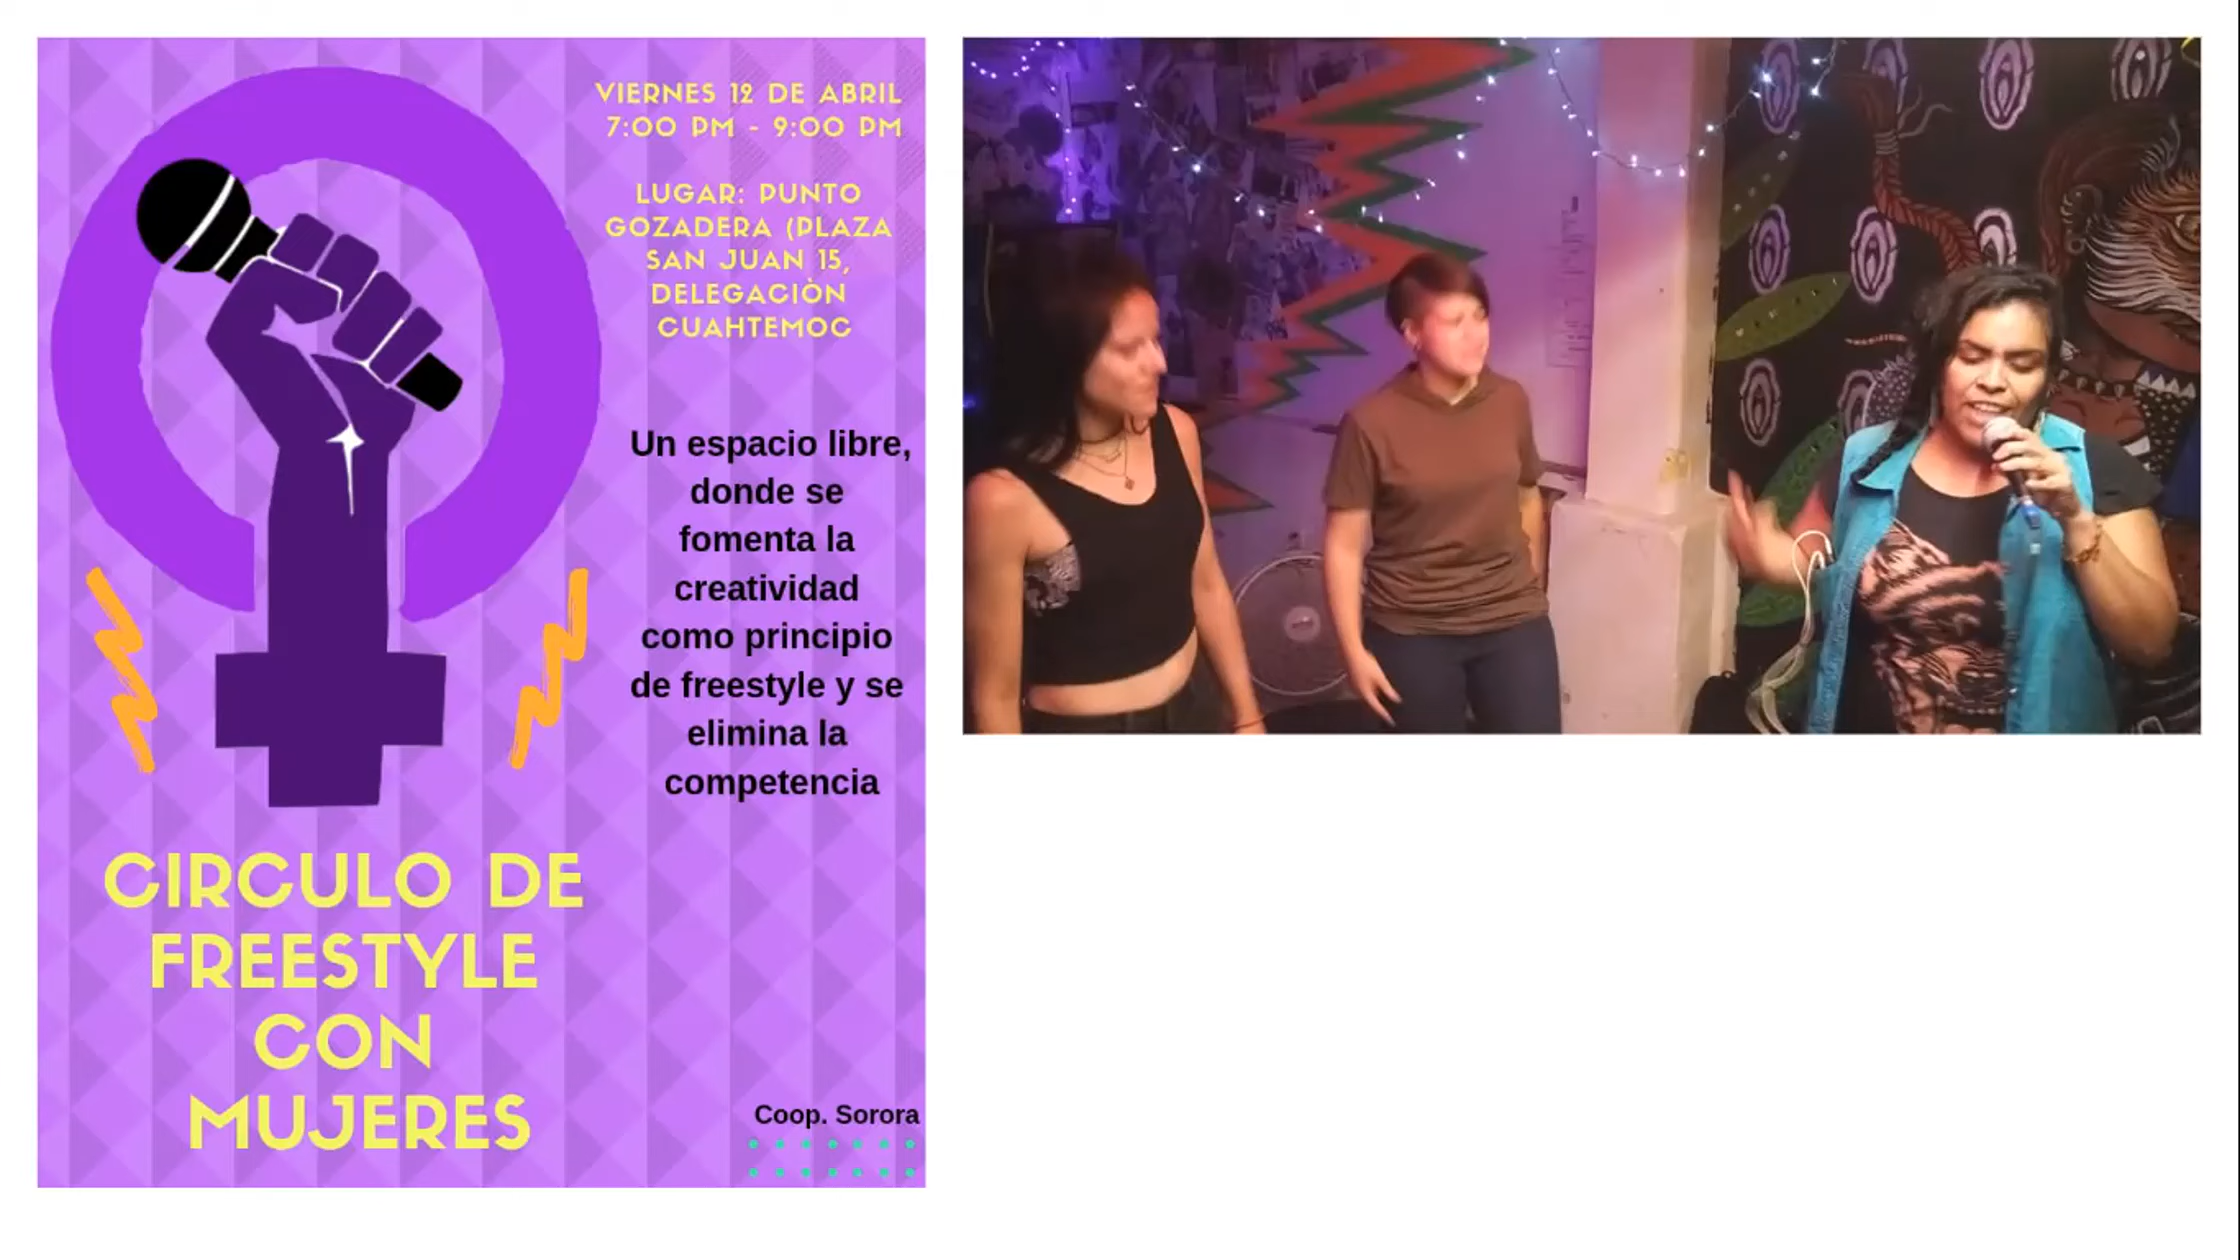 VIERNES 12 DE ABRIL
7:00 PM - 9:00 PM
LUGAR: PUNTO
GOZADERA (PLAZA
SAN JUAN 15,
DELEGACIÒN
CUAHTEMOC
Un espacio libre,
donde se
fomenta la
creatividad
como principio
de freestyle y se
elimina la
competencia
CIRCULO DE
FREESTYLE
CON
MUJERES
Coop. Sorora